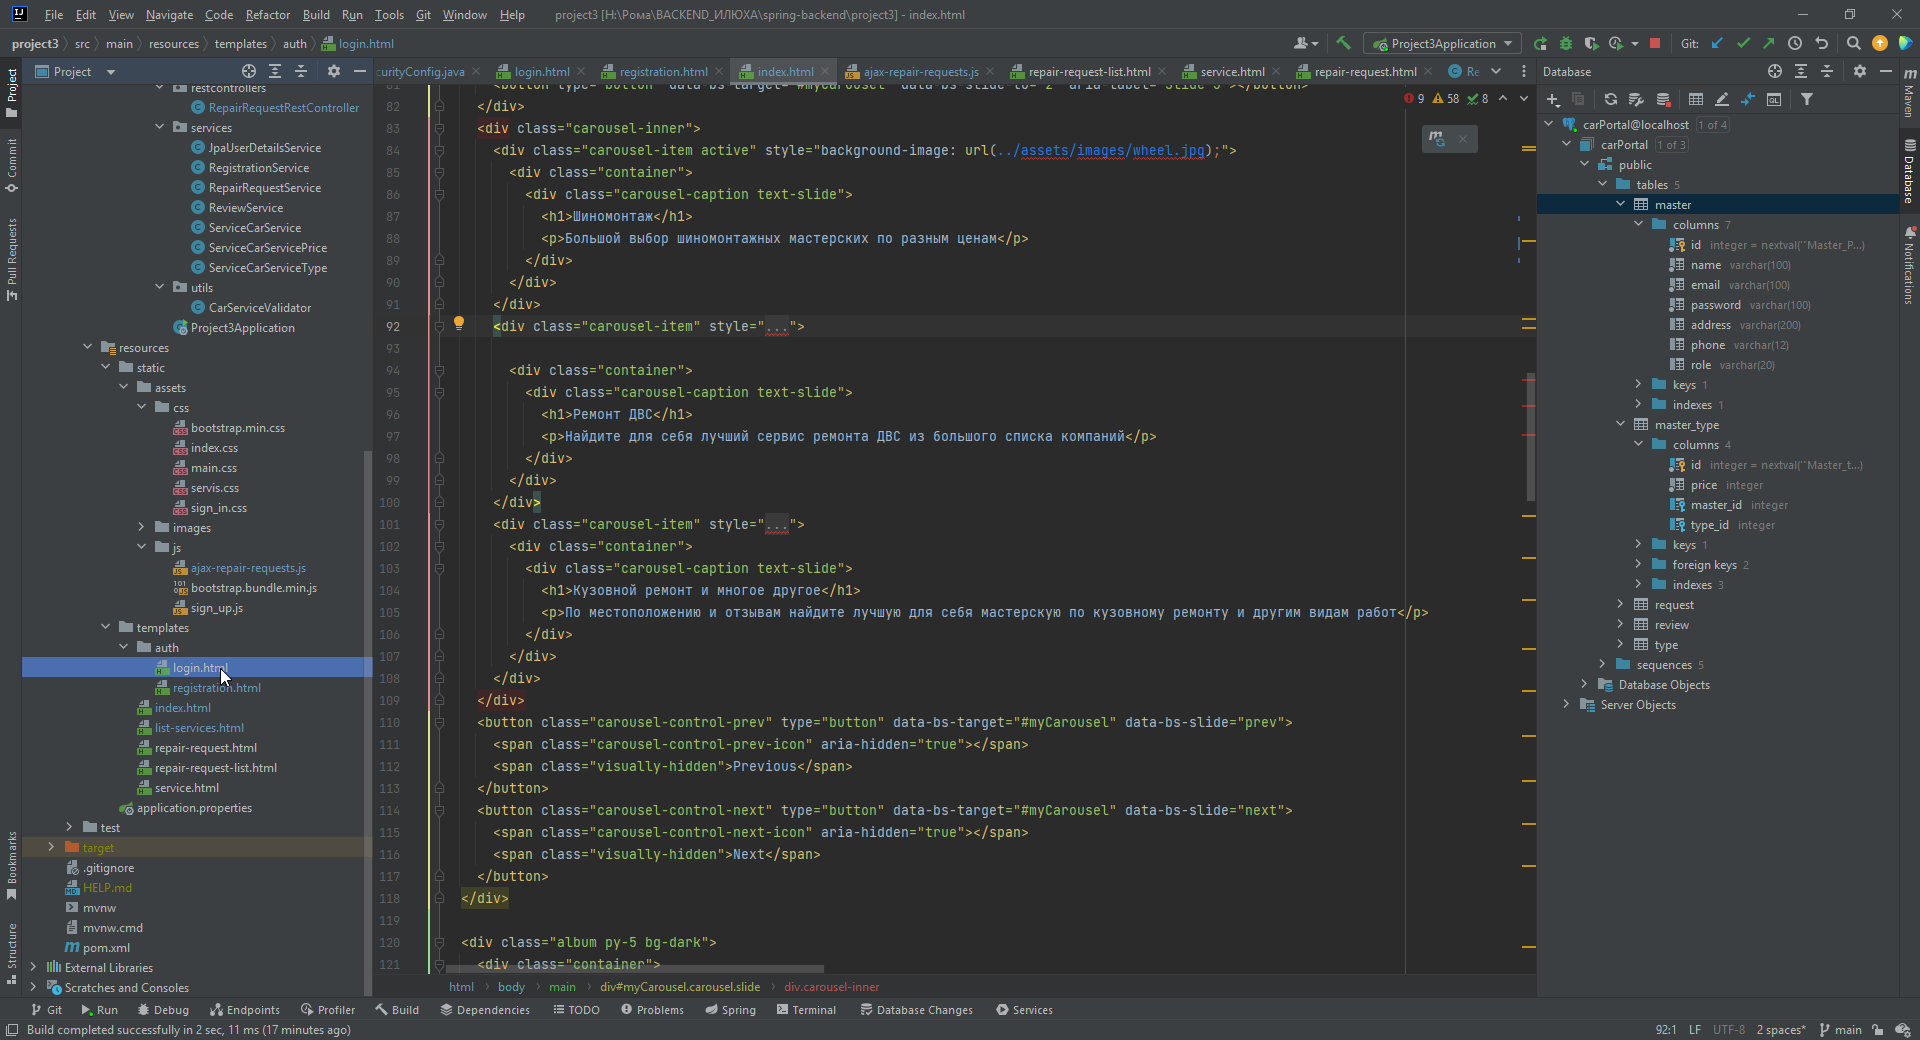 File Edit View Navigate Code Refactor Build Run Tools Git Window Help project3 [H:\Рома\BACKEND_ИЛЮХА\spring-backend\project3] - index.html
project3 src main resources templates auth login.html
Project3Application Git:
Project
curityConfig.java login.html registration.html index.html ajax-repair-requests.js repair-request-list.html service.html repair-request.html Re
Database
restcontrollers
RepairRequestRestController
services
JpaUserDetailsService
RegistrationService
RepairRequestService
ReviewService
ServiceCarService
ServiceCarServicePrice
ServiceCarServiceType
utils
CarServiceValidator
Project3Application
resources
static
assets
css
bootstrap.min.css
index.css
main.css
servis.css
sign_in.css
images
js
ajax-repair-requests.js
bootstrap.bundle.min.js
sign_up.js
templates
auth
login.html
registration.html
index.html
list-services.html
repair-request.html
repair-request-list.html
service.html
application.properties
test
target
.gitignore
HELP.md
mvnw
mvnw.cmd
pom.xml
External Libraries
Scratches and Consoles
Project
Commit
Pull Requests
Bookmarks
Structure
9 58 8
81 <button type="button" data-bs-target="#myCarousel" data-bs-slide-to="2" aria-label="Slide 3"></button>
82 </div>
83 <div class="carousel-inner">
84 <div class="carousel-item active" style="background-image: url(../assets/images/wheel.jpg);">
85 <div class="container">
86 <div class="carousel-caption text-slide">
87 <h1>Шиномонтаж</h1>
88 <p>Большой выбор шиномонтажных мастерских по разным ценам</p>
89 </div>
90 </div>
91 </div>
92 <div class="carousel-item" style="...">
93
94 <div class="container">
95 <div class="carousel-caption text-slide">
96 <h1>Ремонт ДВС</h1>
97 <p>Найдите для себя лучший сервис ремонта ДВС из большого списка компаний</p>
98 </div>
99 </div>
100 </div>
101 <div class="carousel-item" style="...">
102 <div class="container">
103 <div class="carousel-caption text-slide">
104 <h1>Кузовной ремонт и многое другое</h1>
105 <p>По местоположению и отзывам найдите лучшую для себя мастерскую по кузовному ремонту и другим видам работ</p>
106 </div>
107 </div>
108 </div>
109 </div>
110 <button class="carousel-control-prev" type="button" data-bs-target="#myCarousel" data-bs-slide="prev">
111 <span class="carousel-control-prev-icon" aria-hidden="true"></span>
112 <span class="visually-hidden">Previous</span>
113 </button>
114 <button class="carousel-control-next" type="button" data-bs-target="#myCarousel" data-bs-slide="next">
115 <span class="carousel-control-next-icon" aria-hidden="true"></span>
116 <span class="visually-hidden">Next</span>
117 </button>
118 </div>
119
120 <div class="album py-5 bg-dark">
121 <div class="container">
html body main div#myCarousel.carousel.slide div.carousel-inner
carPortal@localhost 1 of 4
carPortal 1 of 3
public
tables 5
master
columns 7
id integer = nextval('"Master_P...)
name varchar(100)
email varchar(100)
password varchar(100)
address varchar(200)
phone varchar(12)
role varchar(20)
keys 1
indexes 1
master_type
columns 4
id integer = nextval('"Master_t...)
price integer
master_id integer
type_id integer
keys 1
foreign keys 2
indexes 3
request
review
type
sequences 5
Database Objects
Server Objects
Maven
Database
Notifications
Git Run Debug Endpoints Profiler Build Dependencies TODO Problems Spring Terminal Database Changes Services
Build completed successfully in 2 sec, 11 ms (17 minutes ago) 92:1 LF UTF-8 2 spaces* main